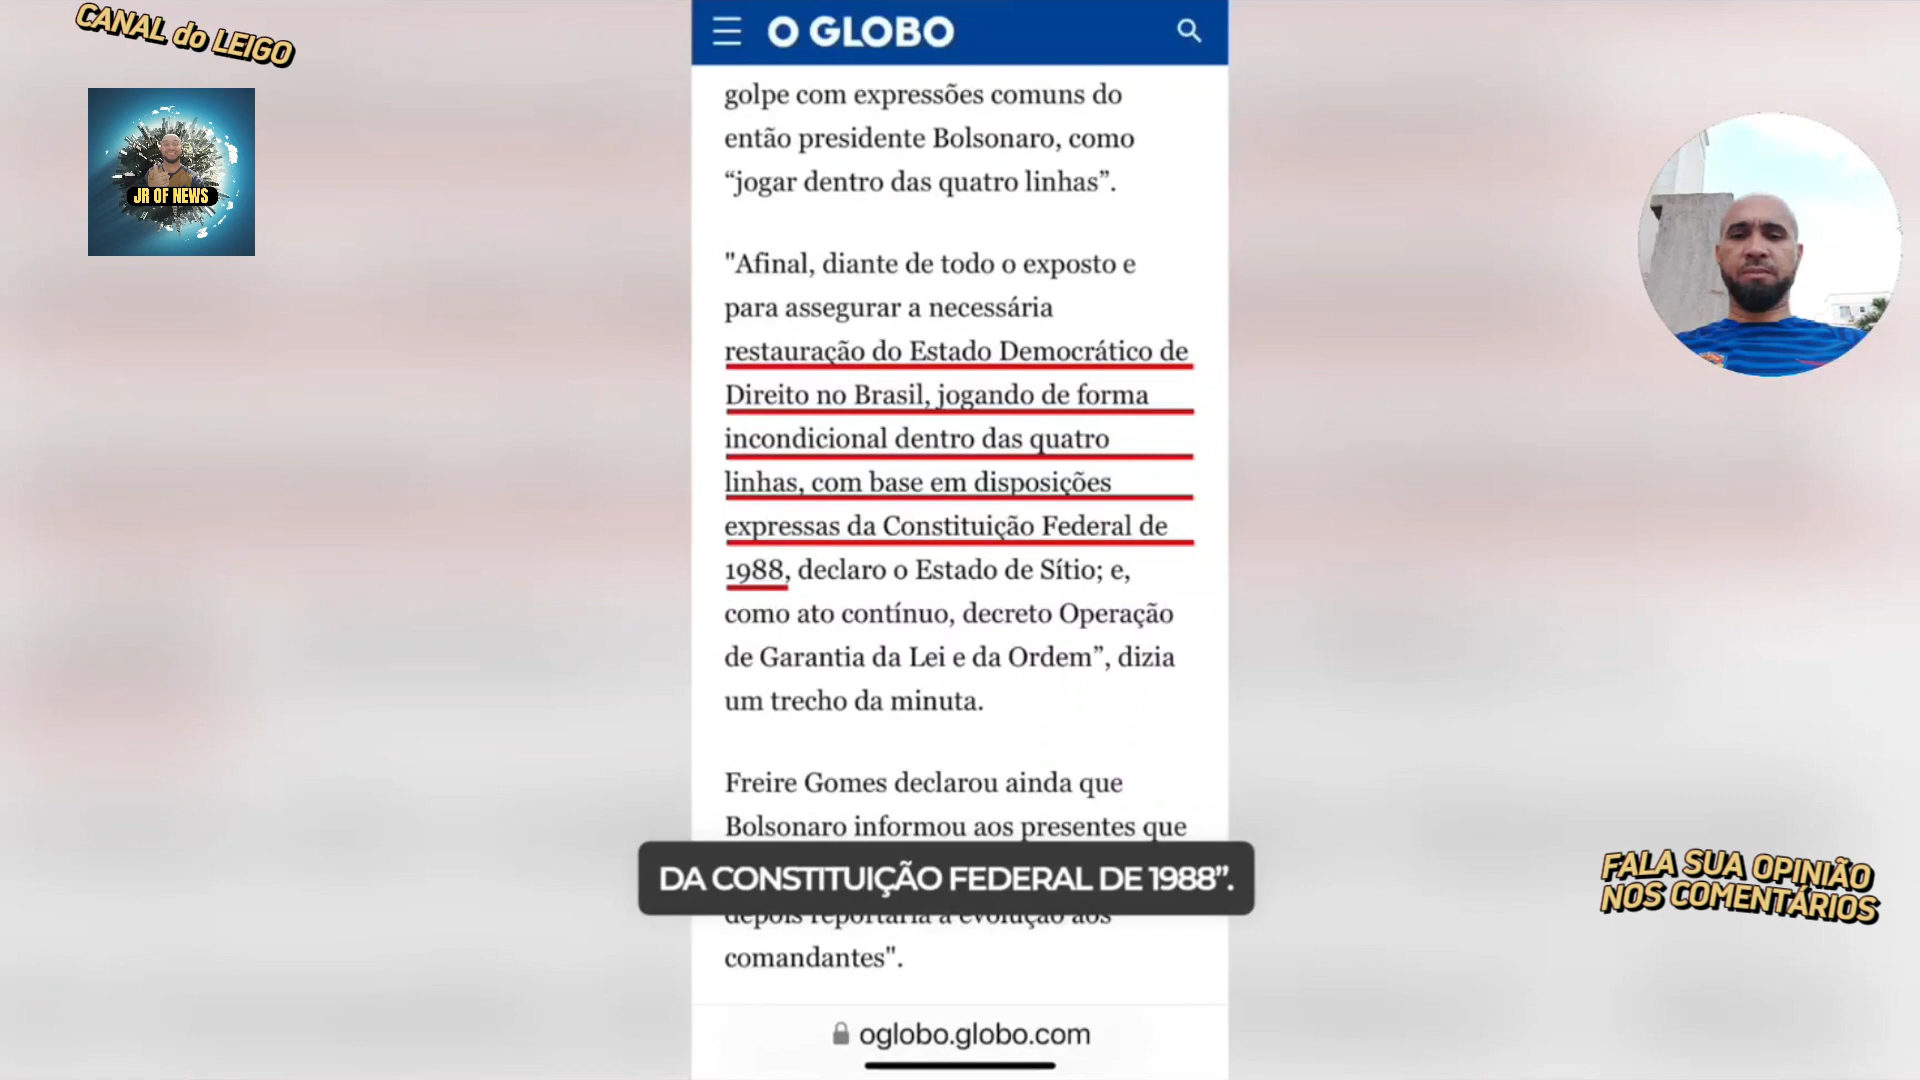 CANAL do LEIGO
JR OF NEWS
O GLOBO
golpe com expressões comuns do
então presidente Bolsonaro, como
“jogar dentro das quatro linhas”.
"Afinal, diante de todo o exposto e
para assegurar a necessária
restauração do Estado Democrático de
Direito no Brasil, jogando de forma
incondicional dentro das quatro
linhas, com base em disposições
expressas da Constituição Federal de
1988, declaro o Estado de Sítio; e,
como ato contínuo, decreto Operação
de Garantia da Lei e da Ordem”, dizia
um trecho da minuta.
Freire Gomes declarou ainda que
Bolsonaro informou aos presentes que
DA CONSTITUIÇÃO FEDERAL DE 1988”.
depois reportaria a evolução aos
comandantes".
oglobo.globo.com
FALA SUA OPINIÃO
NOS COMENTÁRIOS